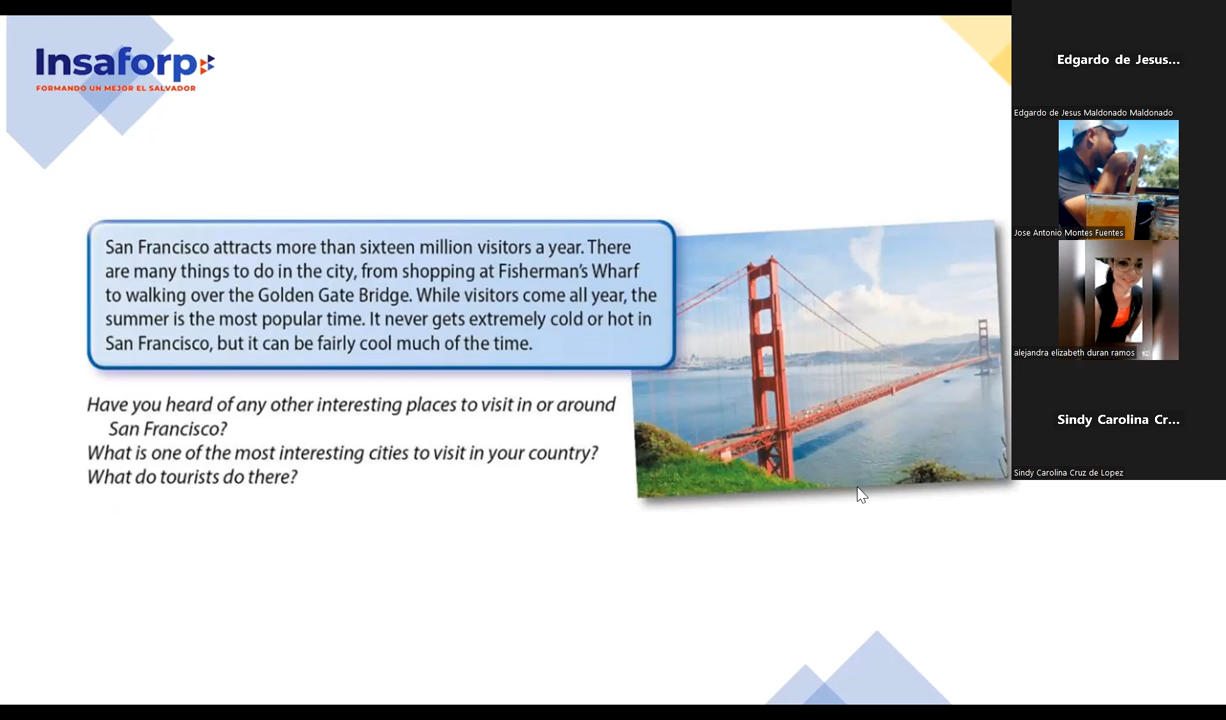 Insaforp
FORMANDO UN MEJOR EL SALVADOR
San Francisco attracts more than sixteen million visitors a year. There
are many things to do in the city, from shopping at Fisherman's Wharf
to walking over the Golden Gate Bridge. While visitors come all year, the
summer is the most popular time. It never gets extremely cold or hot in
San Francisco, but it can be fairly cool much of the time.
Have you heard of any other interesting places to visit in or around
San Francisco?
What is one of the most interesting cities to visit in your country?
What do tourists do there?
Edgardo de Jesus...
Edgardo de Jesus Maldonado Maldonado
Jose Antonio Montes Fuentes
alejandra elizabeth duran ramos
Sindy Carolina Cr...
Sindy Carolina Cruz de Lopez